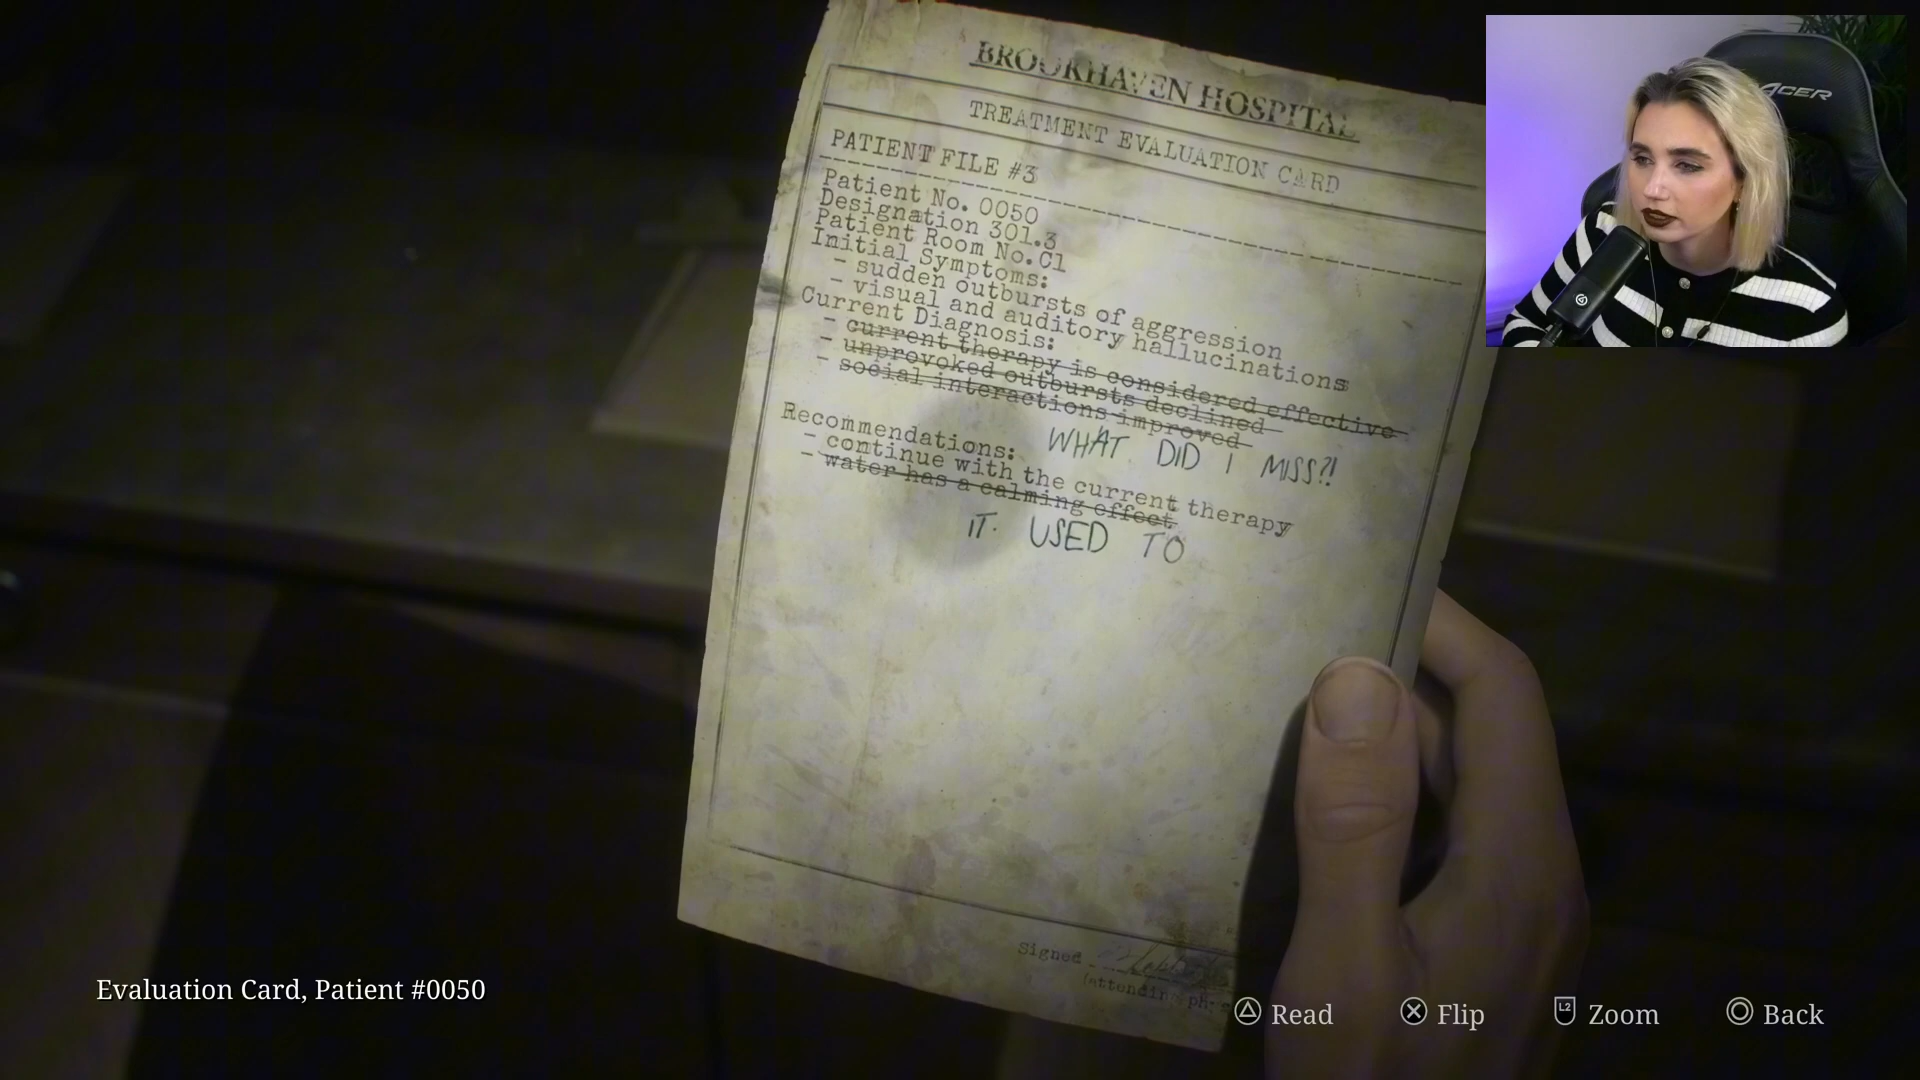 BROOKHAVEN HOSPITAL
TREATMENT EVALUATION CARD
PATIENT FILE #3
Patient No. 0050
Designation 301.3
Patient Room No.C1
Initial Symptoms:
- sudden outbursts of aggression
- visual and auditory hallucinations
Current Diagnosis:
- current therapy is considered effective
- unprovoked outbursts declined
- social interactions improved
WHAT DID I MISS?!
Recommendations:
- continue with the current therapy
- water has a calming effect
IT USED TO
Signed
(attending
ACER
Evaluation Card, Patient #0050
Read
Flip
L2 Zoom
Back